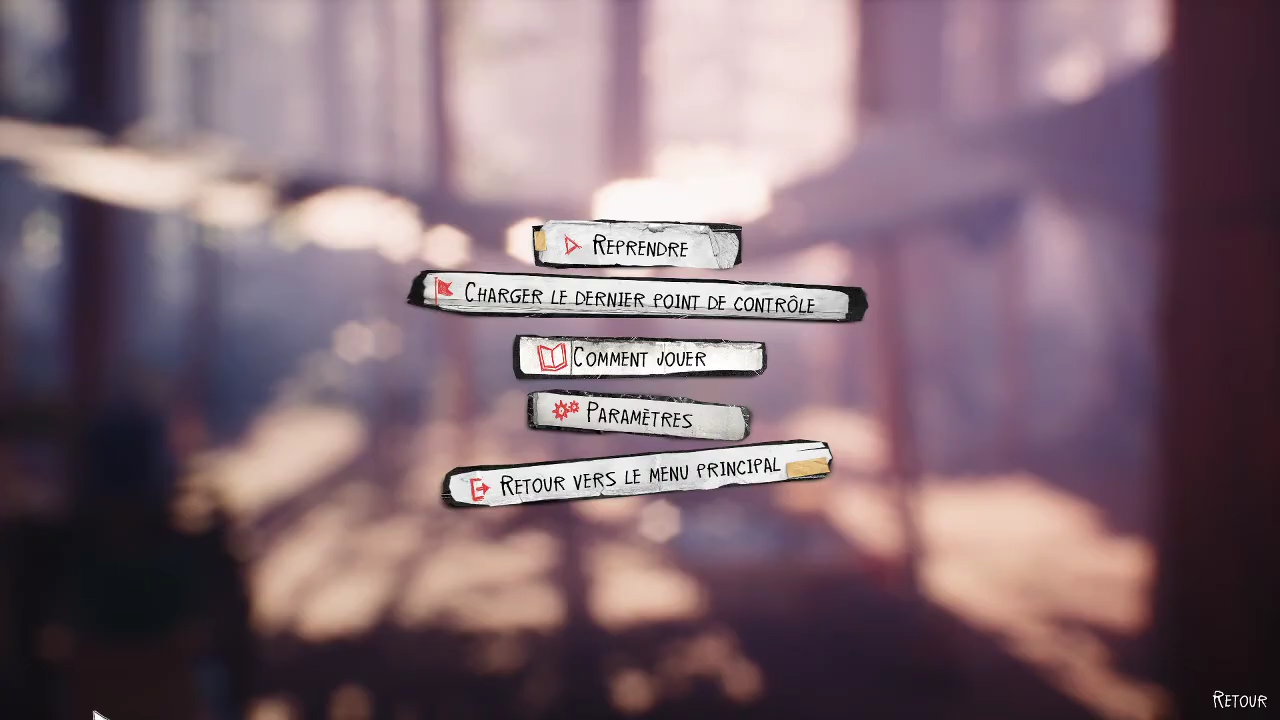 Reprendre
Charger le dernier point de contrôle
Comment jouer
Paramètres
Retour vers le menu principal
Retour